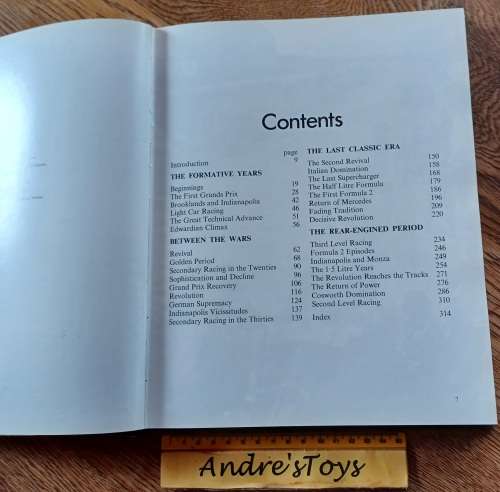 Contents
page
Introduction 9
THE FORMATIVE YEARS
Beginnings 19
The First Grands Prix 28
Brooklands and Indianapolis 42
Light Car Racing 46
The Great Technical Advance 51
Edwardian Climax 56
BETWEEN THE WARS
Revival 62
Golden Period 68
Secondary Racing in the Twenties 90
Sophistication and Decline 96
Grand Prix Recovery 106
Revolution 116
German Supremacy 124
Indianapolis Vicissitudes 137
Secondary Racing in the Thirties 139
THE LAST CLASSIC ERA
The Second Revival 150
Italian Domination 158
The Last Supercharger 168
The Half Litre Formula 179
The First Formula 2 186
Return of Mercedes 196
Fading Tradition 209
Decisive Revolution 220
THE REAR-ENGINED PERIOD
Third Level Racing 234
Formula 2 Episodes 246
Indianapolis and Monza 249
The 1·5 Litre Years 254
The Revolution Reaches the Tracks 271
The Return of Power 276
Cosworth Domination 286
Second Level Racing 310
Index 314
7
Andre'sToys